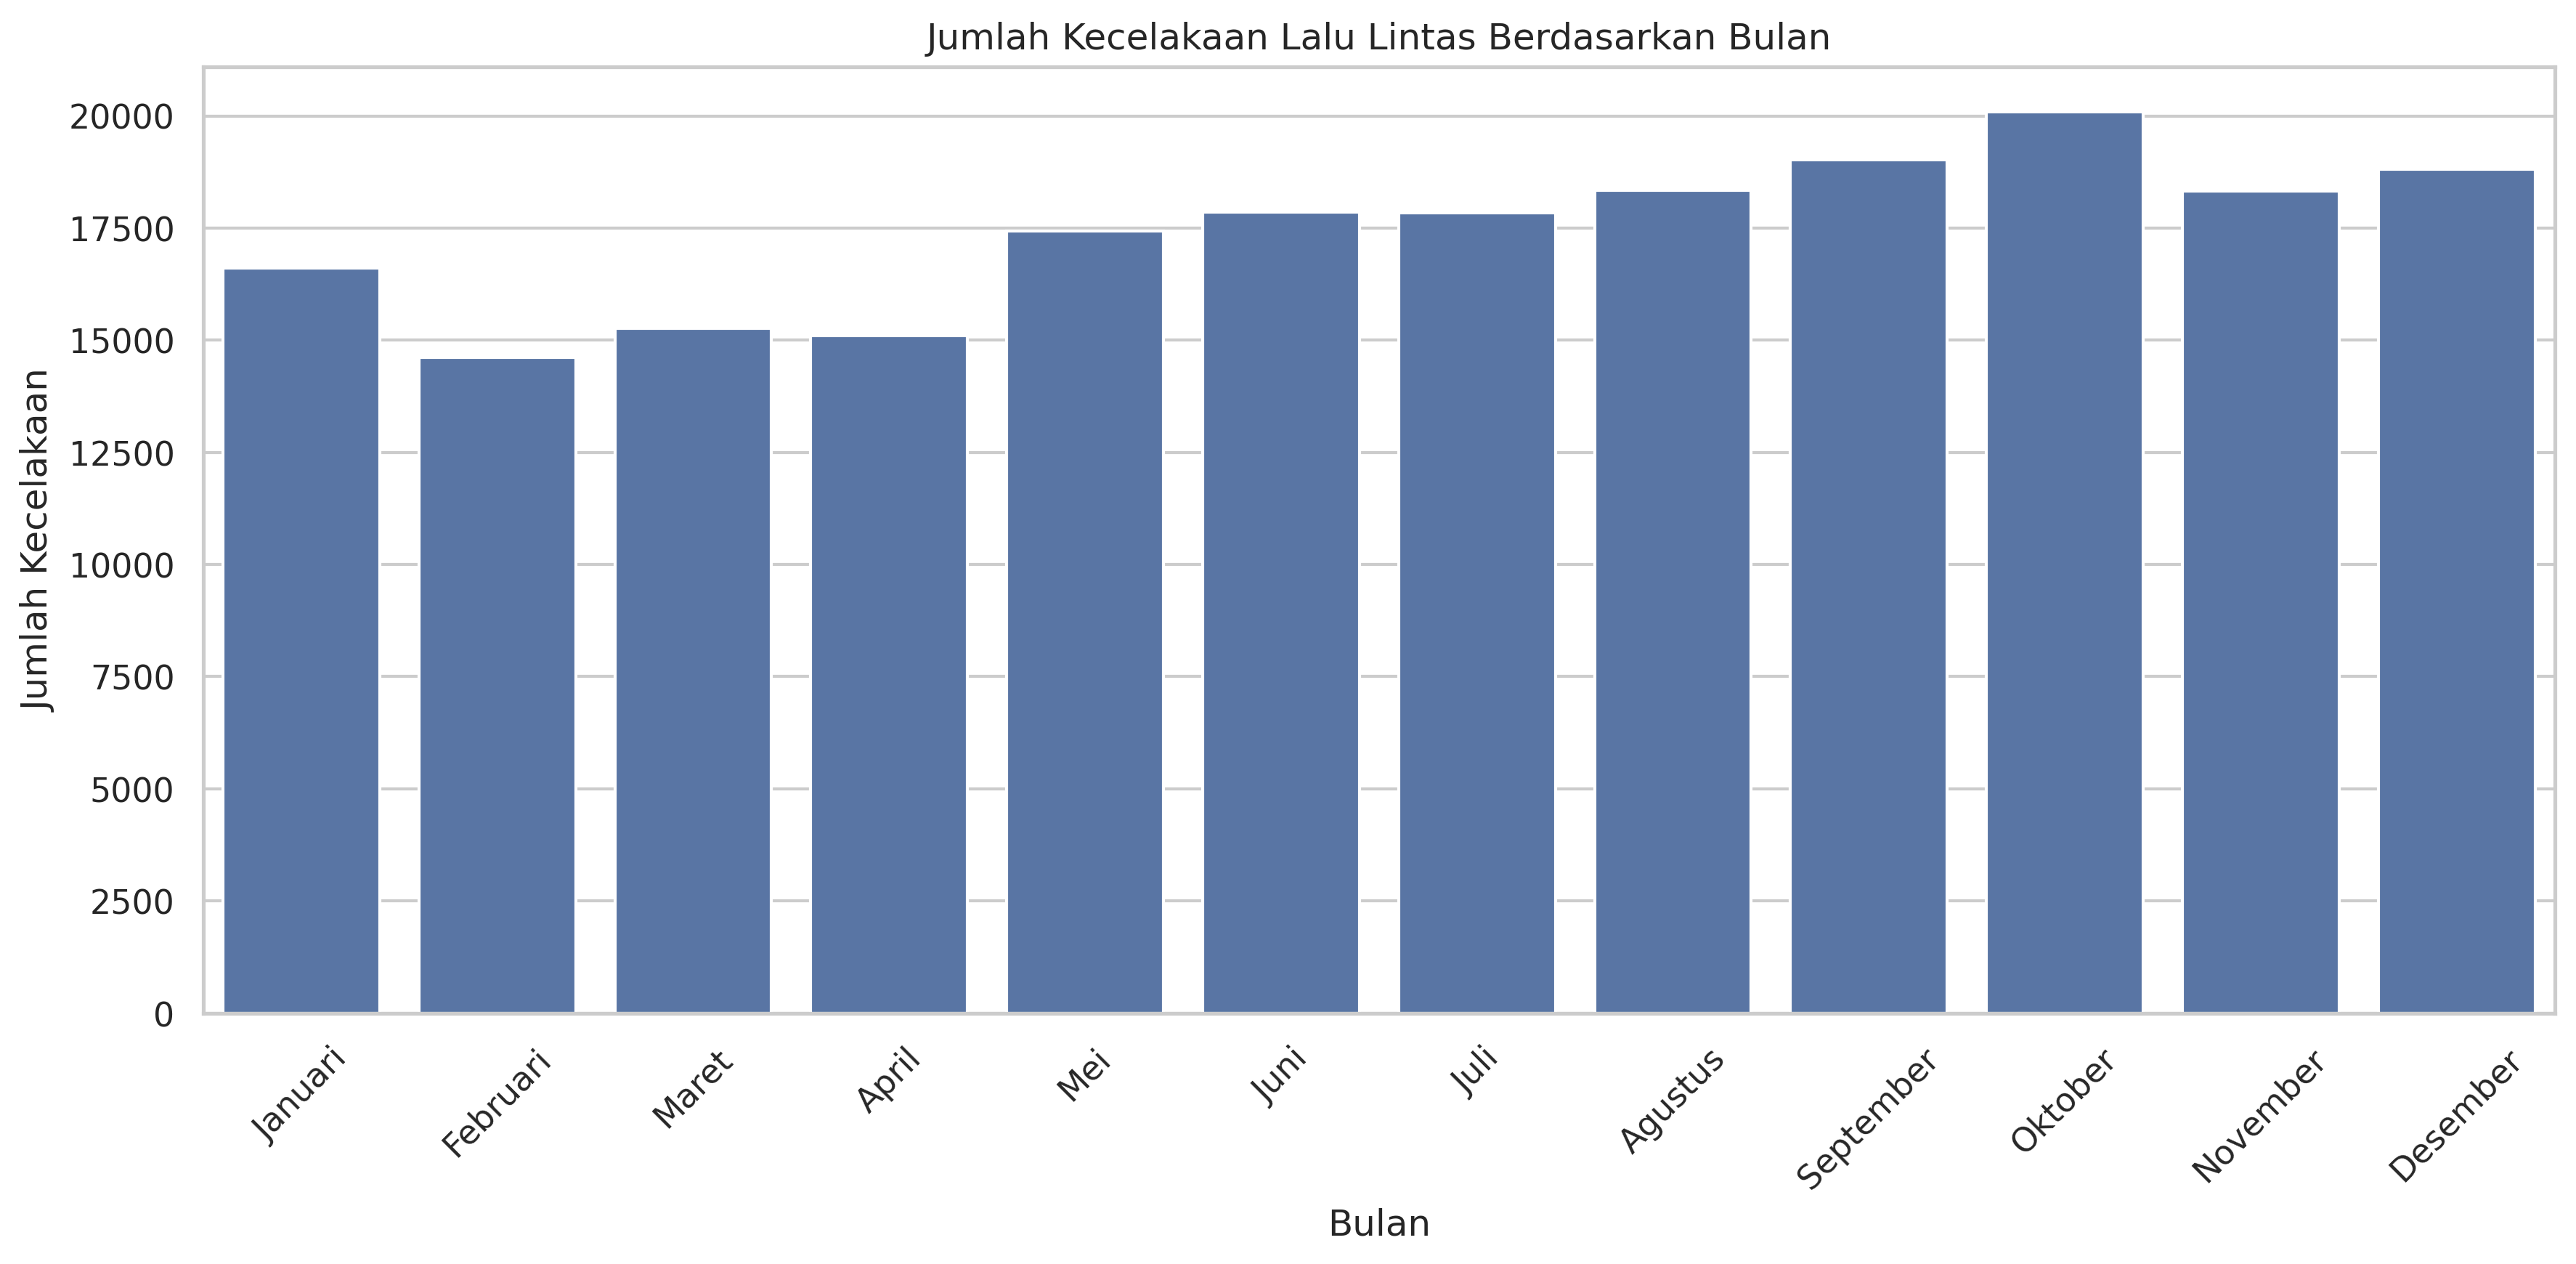 Jumlah Kecelakaan Lalu Lintas Berdasarkan Bulan
Jumlah Kecelakaan
20000
17500
15000
12500
10000
7500
5000
2500
0
Januari
Februari
Maret
April
Mei
Juni
Juli
Agustus
September
Oktober
November
Desember
Bulan